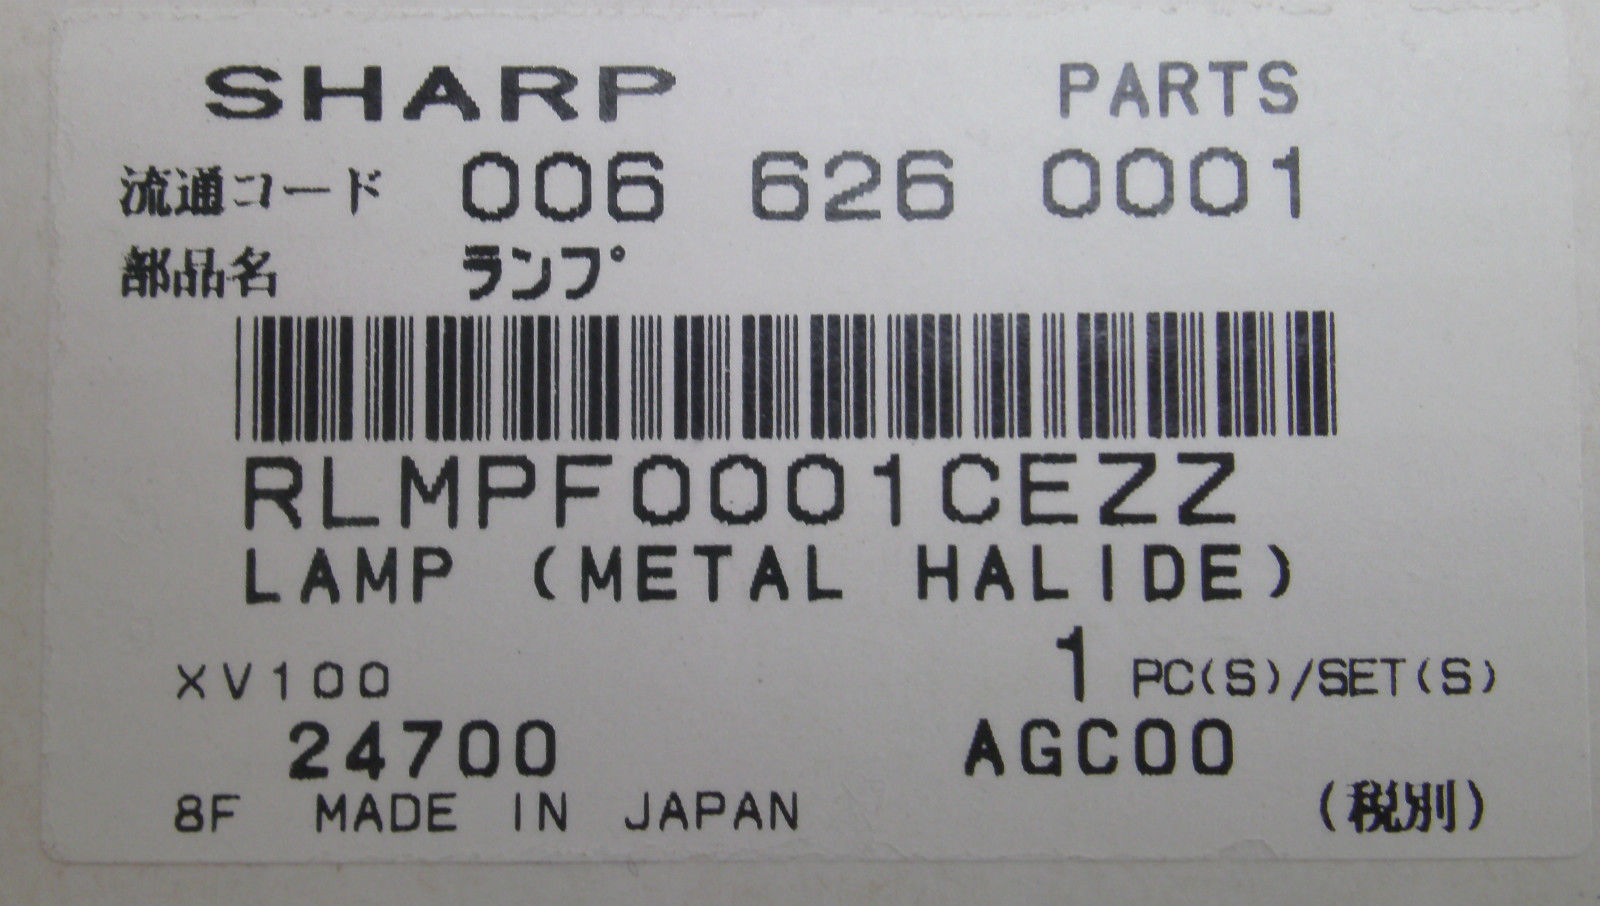 SHARP PARTS
流通コード 006 626 0001
部品名 ランプ
RLMPF0001CEZZ
LAMP (METAL HALIDE)
XV100 1 PC(S)/SET(S)
24700 AGC00
8F MADE IN JAPAN (税別)